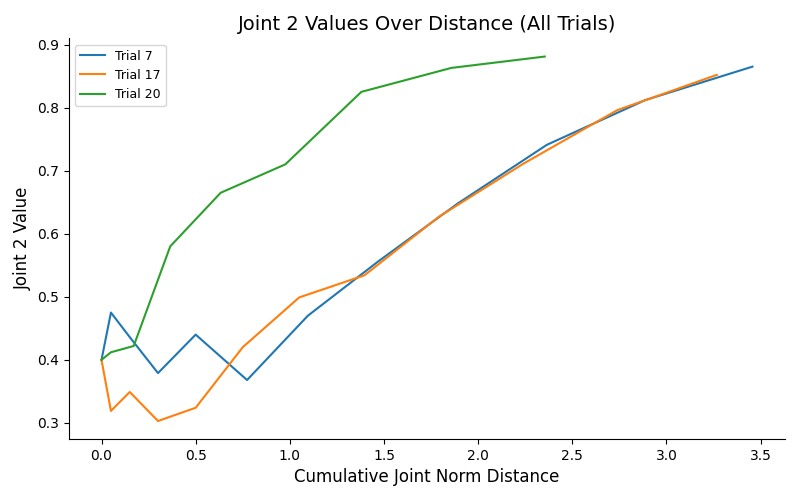 Joint 2 Values Over Distance (All Trials)
Trial 7
Trial 17
Trial 20
Joint 2 Value
0.9
0.8
0.7
0.6
0.5
0.4
0.3
0.0 0.5 1.0 1.5 2.0 2.5 3.0 3.5
Cumulative Joint Norm Distance